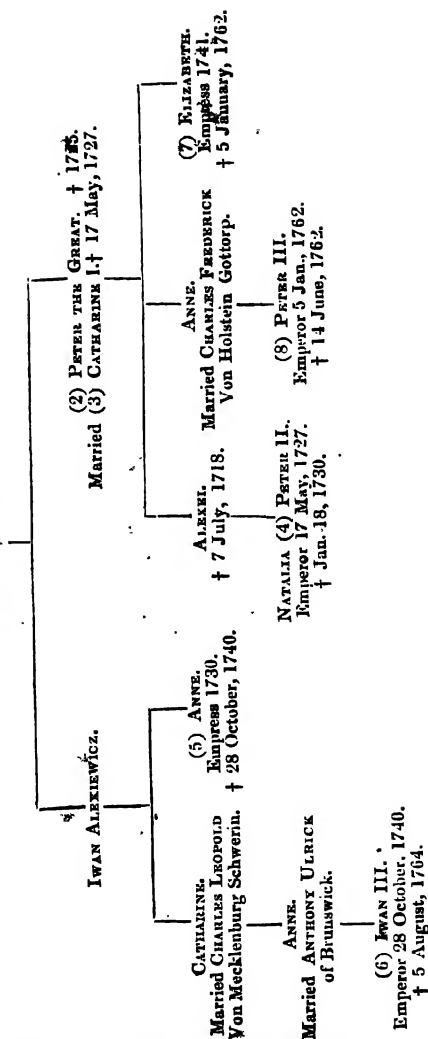 IWAN ALEXIEWICZ.
(2) PETER THE GREAT. † 1725.
Married (3) CATHARINE I. † 17 May, 1727.
CATHARINE.
Married CHARLES LEOPOLD
Von Mecklenburg Schwerin.
(5) ANNE.
Empress 1730.
† 28 October, 1740.
ALEXEI.
† 7 July, 1718.
ANNE.
Married CHARLES FREDERICK
Von Holstein Gottorp.
(7) ELIZABETH.
Empress 1741.
† 5 January, 1762.
ANNE.
Married ANTHONY ULRICK
of Brunswick.
NATALIA (4) PETER II.
Emperor 17 May, 1727.
† Jan. 18, 1730.
(8) PETER III.
Emperor 5 Jan., 1762.
† 14 June, 1762.
(6) IWAN III.
Emperor 28 October, 1740.
† 5 August, 1764.